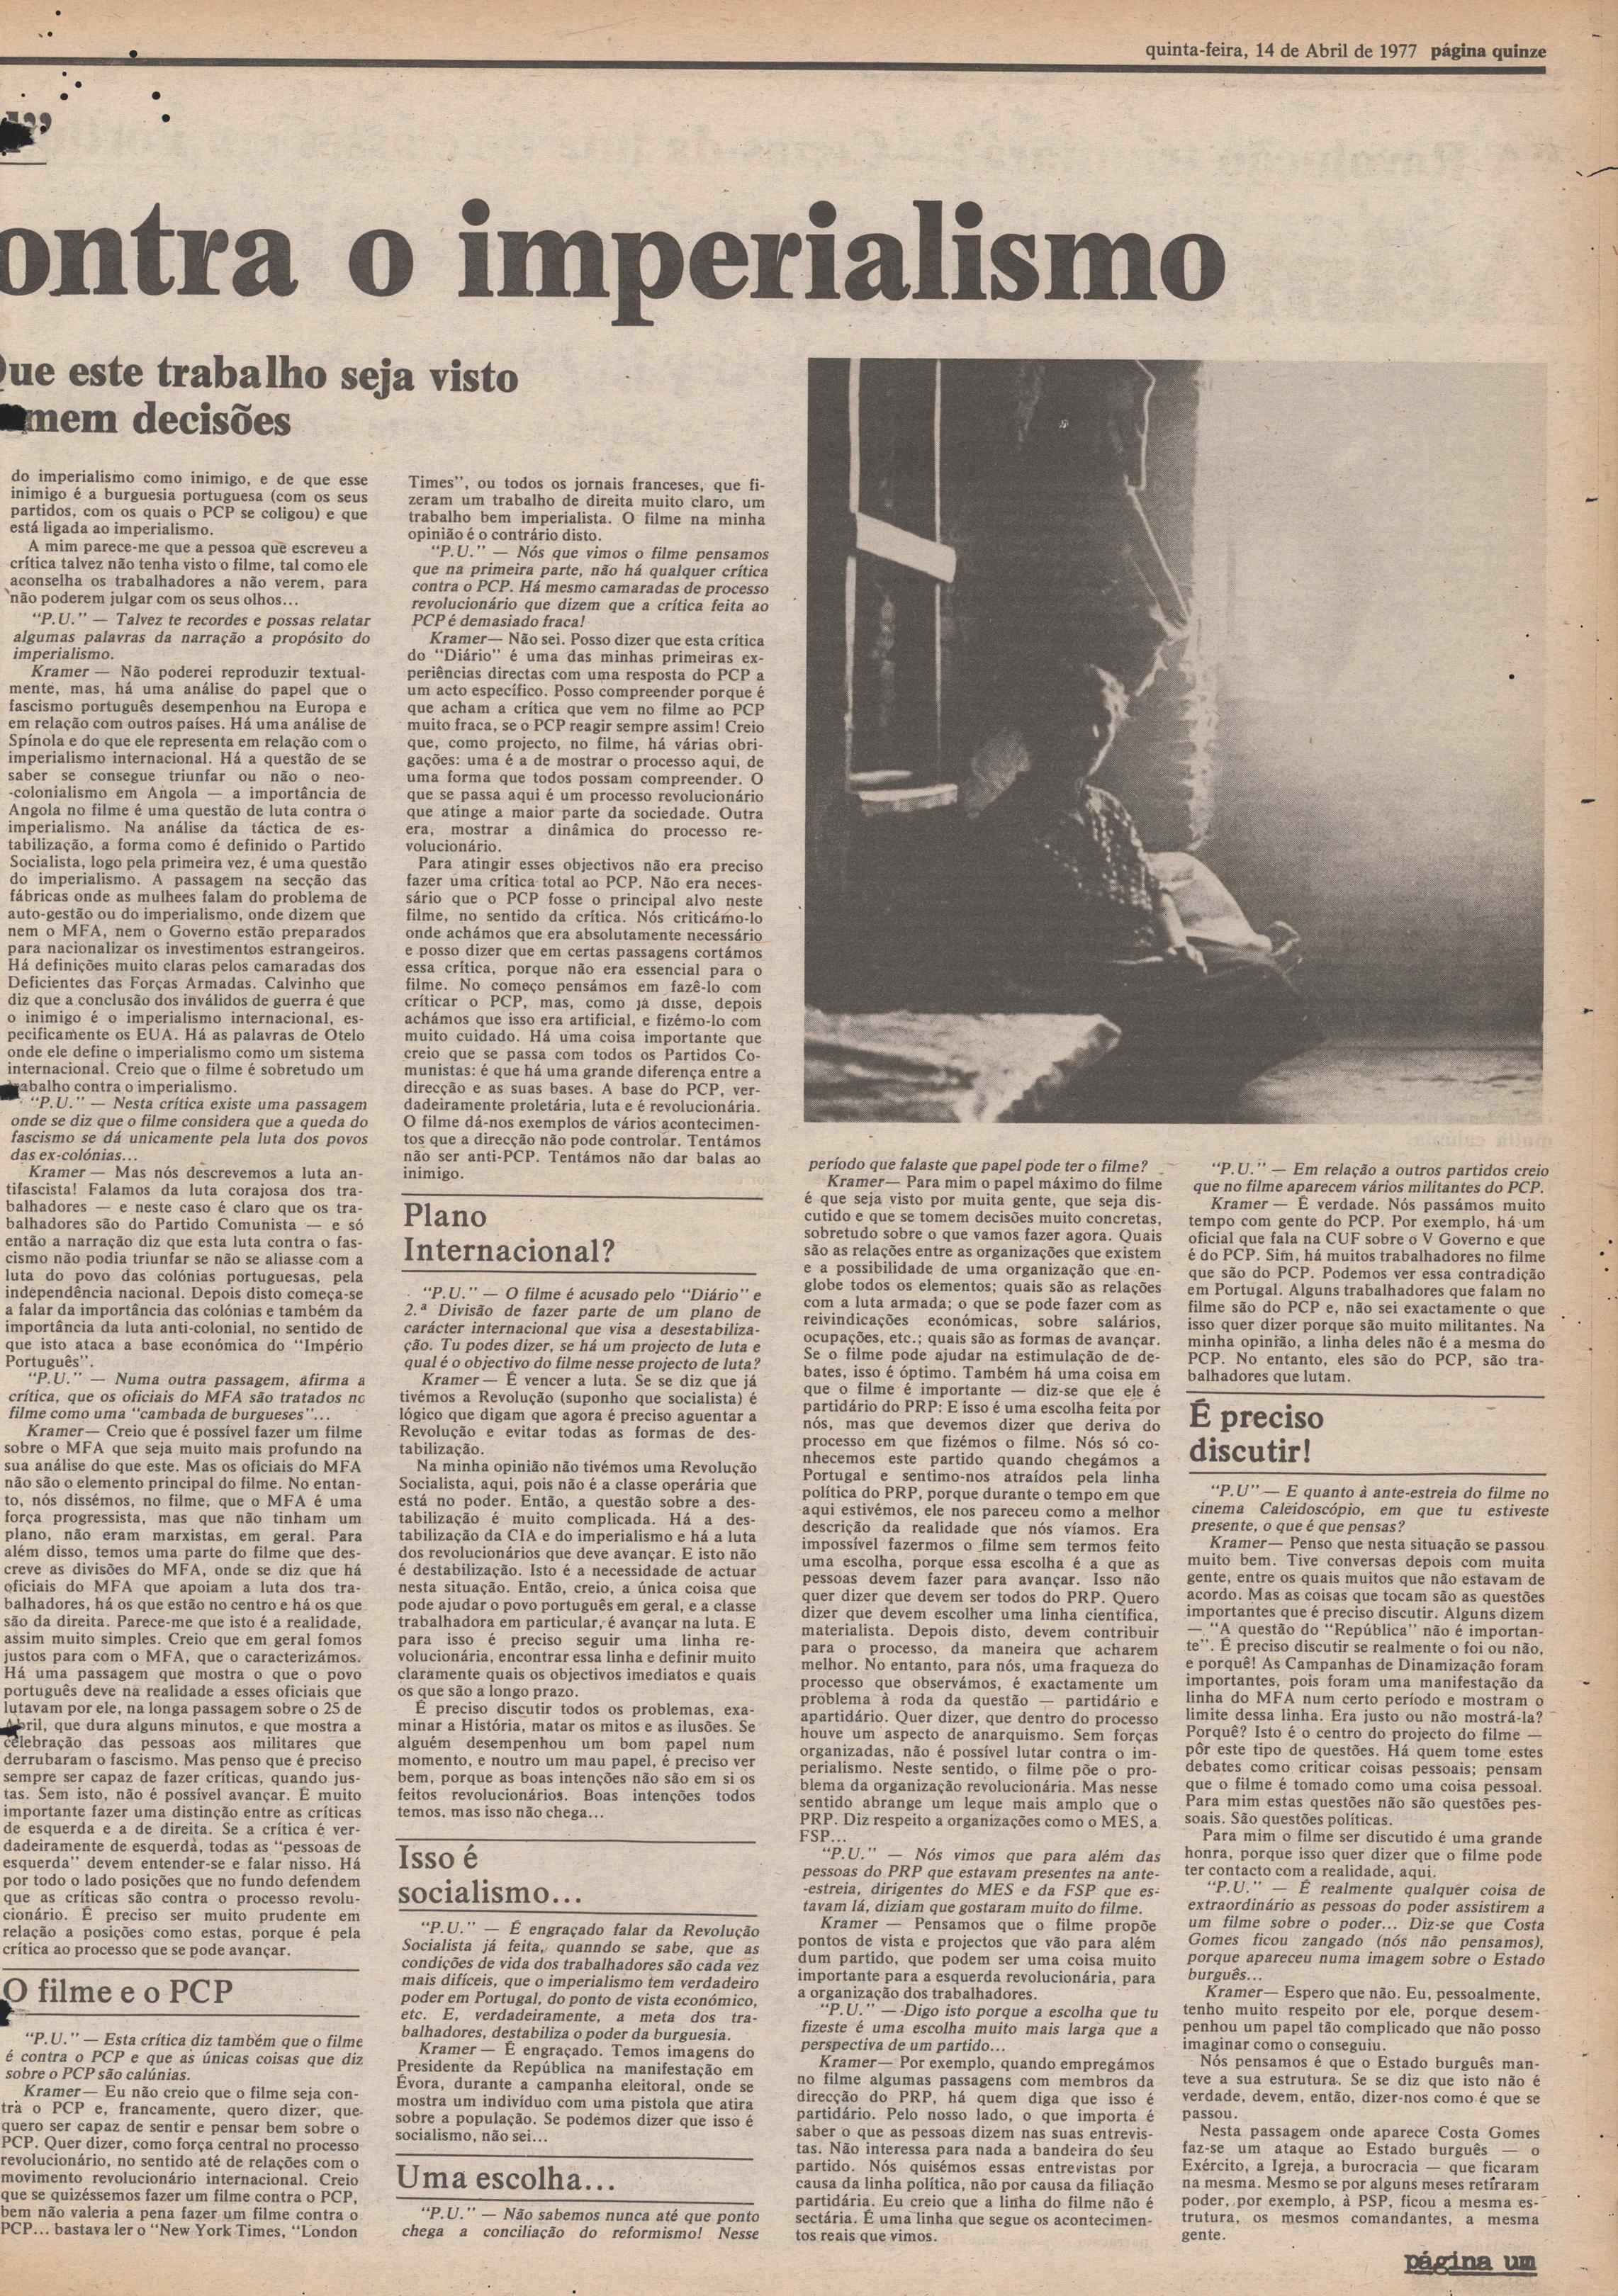 quinta-feira, 14 de Abril de 1977 página quinze
”
ontra o imperialismo
ue este trabalho seja visto
mem decisões
do imperialismo como inimigo, e de que esse
inimigo é a burguesia portuguesa (com os seus
partidos, com os quais o PCP se coligou) e que
está ligada ao imperialismo.
A mim parece-me que a pessoa que escreveu a
crítica talvez não tenha visto o filme, tal como ele
aconselha os trabalhadores a não verem, para
não poderem julgar com os seus olhos...
"P.U." — Talvez te recordes e possas relatar
algumas palavras da narração a propósito do
imperialismo.
Kramer — Não poderei reproduzir textual-
mente, mas, há uma análise do papel que o
fascismo português desempenhou na Europa e
em relação com outros países. Há uma análise de
Spínola e do que ele representa em relação com o
imperialismo internacional. Há a questão de se
saber se consegue triunfar ou não o neo-
-colonialismo em Angola — a importância de
Angola no filme é uma questão de luta contra o
imperialismo. Na análise da táctica de es-
tabilização, a forma como é definido o Partido
Socialista, logo pela primeira vez, é uma questão
do imperialismo. A passagem na secção das
fábricas onde as mulhees falam do problema de
auto-gestão ou do imperialismo, onde dizem que
nem o MFA, nem o Governo estão preparados
para nacionalizar os investimentos estrangeiros.
Há definições muito claras pelos camaradas dos
Deficientes das Forças Armadas. Calvinho que
diz que a conclusão dos inválidos de guerra é que
o inimigo é o imperialismo internacional, es-
pecificamente os EUA. Há as palavras de Otelo
onde ele define o imperialismo como um sistema
internacional. Creio que o filme é sobretudo um
trabalho contra o imperialismo.
"P.U." — Nesta crítica existe uma passagem
onde se diz que o filme considera que a queda do
fascismo se dá unicamente pela luta dos povos
das ex-colónias...
Kramer — Mas nós descrevemos a luta an-
tifascista! Falamos da luta corajosa dos tra-
balhadores — e neste caso é claro que os tra-
balhadores são do Partido Comunista — e só
então a narração diz que esta luta contra o fas-
cismo não podia triunfar se não se aliasse com a
luta do povo das colónias portuguesas, pela
independência nacional. Depois disto começa-se
a falar da importância das colónias e também da
importância da luta anti-colonial, no sentido de
que isto ataca a base económica do "Império
Português".
"P.U." — Numa outra passagem, afirma a
crítica, que os oficiais do MFA são tratados no
filme como uma "cambada de burgueses"...
Kramer— Creio que é possível fazer um filme
sobre o MFA que seja muito mais profundo na
sua análise do que este. Mas os oficiais do MFA
não são o elemento principal do filme. No entan-
to, nós dissémos, no filme, que o MFA é uma
força progressista, mas que não tinham um
plano, não eram marxistas, em geral. Para
além disso, temos uma parte do filme que des-
creve as divisões do MFA, onde se diz que há
oficiais do MFA que apoiam a luta dos tra-
balhadores, há os que estão no centro e há os que
são da direita. Parece-me que isto é a realidade,
assim muito simples. Creio que em geral fomos
justos para com o MFA, que o caracterizámos.
Há uma passagem que mostra o que o povo
português deve na realidade a esses oficiais que
lutavam por ele, na longa passagem sobre o 25 de
Abril, que dura alguns minutos, e que mostra a
celebração das pessoas aos militares que
derrubaram o fascismo. Mas penso que é preciso
sempre ser capaz de fazer críticas, quando jus-
tas. Sem isto, não é possível avançar. É muito
importante fazer uma distinção entre as críticas
de esquerda e a de direita. Se a crítica é ver-
dadeiramente de esquerda, todas as "pessoas de
esquerda" devem entender-se e falar nisso. Há
por todo o lado posições que no fundo defendem
que as críticas são contra o processo revolu-
cionário. É preciso ser muito prudente em
relação a posições como estas, porque é pela
crítica ao processo que se pode avançar.
O filme e o PCP
"P.U." — Esta crítica diz também que o filme
é contra o PCP e que as únicas coisas que diz
sobre o PCP são calúnias.
Kramer— Eu não creio que o filme seja con-
tra o PCP e, francamente, quero dizer, que
quero ser capaz de sentir e pensar bem sobre o
PCP. Quer dizer, como força central no processo
revolucionário, no sentido até de relações com o
movimento revolucionário internacional. Creio
que se quizéssemos fazer um filme contra o PCP,
bem não valeria a pena fazer um filme contra o
PCP... bastava ler o "New York Times, "London
Times", ou todos os jornais franceses, que fi-
zeram um trabalho de direita muito claro, um
trabalho bem imperialista. O filme na minha
opinião é o contrário disto.
"P.U." — Nós que vimos o filme pensamos
que na primeira parte, não há qualquer crítica
contra o PCP. Há mesmo camaradas de processo
revolucionário que dizem que a crítica feita ao
PCP é demasiado fraca!
Kramer— Não sei. Posso dizer que esta crítica
do "Diário" é uma das minhas primeiras ex-
periências directas com uma resposta do PCP a
um acto específico. Posso compreender porque é
que acham a crítica que vem no filme ao PCP
muito fraca, se o PCP reagir sempre assim! Creio
que, como projecto, no filme, há várias obri-
gações: uma é a de mostrar o processo aqui, de
uma forma que todos possam compreender. O
que se passa aqui é um processo revolucionário
que atinge a maior parte da sociedade. Outra
era, mostrar a dinâmica do processo re-
volucionário.
Para atingir esses objectivos não era preciso
fazer uma crítica total ao PCP. Não era neces-
sário que o PCP fosse o principal alvo neste
filme, no sentido da crítica. Nós criticámo-lo
onde achámos que era absolutamente necessário
e posso dizer que em certas passagens cortámos
essa crítica, porque não era essencial para o
filme. No começo pensámos em fazê-lo com
criticar o PCP, mas, como já disse, depois
achámos que isso era artificial, e fizémo-lo com
muito cuidado. Há uma coisa importante que
creio que se passa com todos os Partidos Co-
munistas: é que há uma grande diferença entre a
direcção e as suas bases. A base do PCP, ver-
dadeiramente proletária, luta e é revolucionária.
O filme dá-nos exemplos de vários acontecimen-
tos que a direcção não pode controlar. Tentámos
não ser anti-PCP. Tentámos não dar balas ao
inimigo.
Plano
Internacional?
"P.U." — O filme é acusado pelo "Diário" e
2.ª Divisão de fazer parte de um plano de
carácter internacional que visa a desestabiliza-
ção. Tu podes dizer, se há um projecto de luta e
qual é o objectivo do filme nesse projecto de luta?
Kramer — É vencer a luta. Se se diz que já
tivémos a Revolução (suponho que socialista) é
lógico que digam que agora é preciso aguentar a
Revolução e evitar todas as formas de des-
tabilização.
Na minha opinião não tivémos uma Revolução
Socialista, aqui, pois não é a classe operária que
está no poder. Então, a questão sobre a des-
tabilização é muito complicada. Há a des-
tabilização da CIA e do imperialismo e há a luta
dos revolucionários que deve avançar. E isto não
é destabilização. Isto é a necessidade de actuar
nesta situação. Então, creio, a única coisa que
pode ajudar o povo português em geral, e a classe
trabalhadora em particular, é avançar na luta. E
para isso é preciso seguir uma linha re-
volucionária, encontrar essa linha e definir muito
claramente quais os objectivos imediatos e quais
os que são a longo prazo.
É preciso discutir todos os problemas, exa-
minar a História, matar os mitos e as ilusões. Se
alguém desempenhou um bom papel num
momento, e noutro um mau papel, é preciso ver
bem, porque as boas intenções não são em si os
feitos revolucionários. Boas intenções todos
temos, mas isso não chega...
Isso é
socialismo...
"P.U." — É engraçado falar da Revolução
Socialista já feita, quanndo se sabe, que as
condições de vida dos trabalhadores são cada vez
mais difíceis, que o imperialismo tem verdadeiro
poder em Portugal, do ponto de vista económico,
etc. E, verdadeiramente, a meta dos tra-
balhadores, destabiliza o poder da burguesia.
Kramer — É engraçado. Temos imagens do
Presidente da República na manifestação em
Évora, durante a campanha eleitoral, onde se
mostra um indivíduo com uma pistola que atira
sobre a população. Se podemos dizer que isso é
socialismo, não sei...
Uma escolha...
"P.U." — Não sabemos nunca até que ponto
chega a conciliação do reformismo! Nesse
período que falaste que papel pode ter o filme?
Kramer— Para mim o papel máximo do filme
é que seja visto por muita gente, que seja dis-
cutido e que se tomem decisões muito concretas,
sobretudo sobre o que vamos fazer agora. Quais
são as relações entre as organizações que existem
e a possibilidade de uma organização que en-
globe todos os elementos; quais são as relações
com a luta armada; o que se pode fazer com as
reivindicações económicas, sobre salários,
ocupações, etc.; quais são as formas de avançar.
Se o filme pode ajudar na estimulação de de-
bates, isso é óptimo. Também há uma coisa em
que o filme é importante — diz-se que ele é
partidário do PRP: E isso é uma escolha feita por
nós, mas que devemos dizer que deriva do
processo em que fizémos o filme. Nós só co-
nhecemos este partido quando chegámos a
Portugal e sentimo-nos atraídos pela linha
política do PRP, porque durante o tempo em que
aqui estivémos, ele nos pareceu como a melhor
descrição da realidade que nós víamos. Era
impossível fazermos o filme sem termos feito
uma escolha, porque essa escolha é a que as
pessoas devem fazer para avançar. Isso não
quer dizer que devem ser todos do PRP. Quero
dizer que devem escolher uma linha científica,
materialista. Depois disto, devem contribuir
para o processo, da maneira que acharem
melhor. No entanto, para nós, uma fraqueza do
processo que observámos, é exactamente um
problema à roda da questão — partidário e
apartidário. Quer dizer, que dentro do processo
houve um aspecto de anarquismo. Sem forças
organizadas, não é possível lutar contra o im-
perialismo. Neste sentido, o filme põe o pro-
blema da organização revolucionária. Mas nesse
sentido abrange um leque mais amplo que o
PRP. Diz respeito a organizações como o MES, a
FSP...
"P.U." — Nós vimos que para além das
pessoas do PRP que estavam presentes na ante-
-estreia, dirigentes do MES e da FSP que es-
tavam lá, diziam que gostaram muito do filme.
Kramer — Pensamos que o filme propõe
pontos de vista e projectos que vão para além
dum partido, que podem ser uma coisa muito
importante para a esquerda revolucionária, para
a organização dos trabalhadores.
"P.U." — Digo isto porque a escolha que tu
fizeste é uma escolha muito mais larga que a
perspectiva de um partido...
Kramer— Por exemplo, quando empregámos
no filme algumas passagens com membros da
direcção do PRP, há quem diga que isso é
partidário. Pelo nosso lado, o que importa é
saber o que as pessoas dizem nas suas entrevis-
tas. Não interessa para nada a bandeira do seu
partido. Nós quisémos essas entrevistas por
causa da linha política, não por causa da filiação
partidária. Eu creio que a linha do filme não é
sectária. É uma linha que segue os acontecimen-
tos reais que vimos.
"P.U." — Em relação a outros partidos creio
que no filme aparecem vários militantes do PCP.
Kramer — É verdade. Nós passámos muito
tempo com gente do PCP. Por exemplo, há um
oficial que fala na CUF sobre o V Governo e que
é do PCP. Sim, há muitos trabalhadores no filme
que são do PCP. Podemos ver essa contradição
em Portugal. Alguns trabalhadores que falam no
filme são do PCP e, não sei exactamente o que
isso quer dizer porque são muito militantes. Na
minha opinião, a linha deles não é a mesma do
PCP. No entanto, eles são do PCP, são tra-
balhadores que lutam.
É preciso
discutir!
"P.U" — E quanto à ante-estreia do filme no
cinema Caleidoscópio, em que tu estiveste
presente, o que é que pensas?
Kramer— Penso que nesta situação se passou
muito bem. Tive conversas depois com muita
gente, entre os quais muitos que não estavam de
acordo. Mas as coisas que tocam são as questões
importantes que é preciso discutir. Alguns dizem
— "A questão do "República" não é importan-
te". É preciso discutir se realmente o foi ou não,
e porquê! As Campanhas de Dinamização foram
importantes, pois foram uma manifestação da
linha do MFA num certo período e mostram o
limite dessa linha. Era justo ou não mostrá-la?
Porquê? Isto é o centro do projecto do filme —
pôr este tipo de questões. Há quem tome estes
debates como criticar coisas pessoais; pensam
que o filme é tomado como uma coisa pessoal.
Para mim estas questões não são questões pes-
soais. São questões políticas.
Para mim o filme ser discutido é uma grande
honra, porque isso quer dizer que o filme pode
ter contacto com a realidade, aqui.
"P.U." — É realmente qualquer coisa de
extraordinário as pessoas do poder assistirem a
um filme sobre o poder... Diz-se que Costa
Gomes ficou zangado (nós não pensamos),
porque apareceu numa imagem sobre o Estado
burguês...
Kramer— Espero que não. Eu, pessoalmente,
tenho muito respeito por ele, porque desem-
penhou um papel tão complicado que não posso
imaginar como o conseguiu.
Nós pensamos é que o Estado burguês man-
teve a sua estrutura. Se se diz que isto não é
verdade, devem, então, dizer-nos como é que se
passou.
Nesta passagem onde aparece Costa Gomes
faz-se um ataque ao Estado burguês — o
Exército, a Igreja, a burocracia — que ficaram
na mesma. Mesmo se por alguns meses retiraram
poder, por exemplo, à PSP, ficou a mesma es-
trutura, os mesmos comandantes, a mesma
gente.
página um